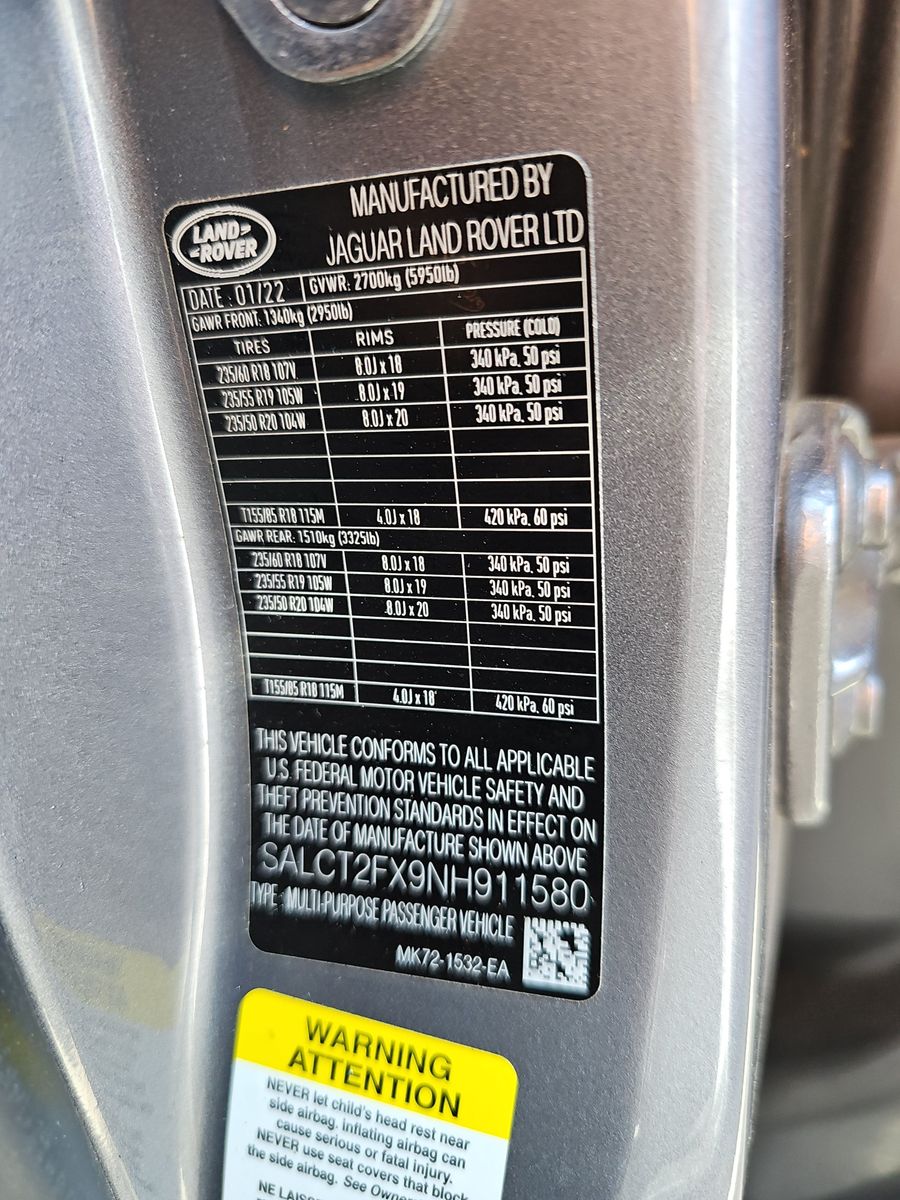 LAND ROVER
MANUFACTURED BY
JAGUAR LAND ROVER LTD
DATE : 01/22 GVWR: 2700kg (5950lb)
GAWR FRONT: 1340kg (2950lb)
TIRES RIMS PRESSURE (COLD)
235/60 R18 107V 8.0J x 18 340 kPa, 50 psi
235/55 R19 105W 8.0J x 19 340 kPa, 50 psi
235/50 R20 104W 8.0J x 20 340 kPa, 50 psi
T155/85 R18 115M 4.0J x 18 420 kPa, 60 psi
GAWR REAR: 1510kg (3325lb)
235/60 R18 107V 8.0J x 18 340 kPa, 50 psi
235/55 R19 105W 8.0J x 19 340 kPa, 50 psi
235/50 R20 104W 8.0J x 20 340 kPa, 50 psi
T155/85 R18 115M 4.0J x 18 420 kPa, 60 psi
THIS VEHICLE CONFORMS TO ALL APPLICABLE
U.S. FEDERAL MOTOR VEHICLE SAFETY AND
THEFT PREVENTION STANDARDS IN EFFECT ON
THE DATE OF MANUFACTURE SHOWN ABOVE
SALCT2FX9NH911580
TYPE : MULTI-PURPOSE PASSENGER VEHICLE
MK72-1532-EA
WARNING
ATTENTION
NEVER let child's head rest near
side airbag. Inflating airbag can
cause serious or fatal injury.
NEVER use seat covers that block
the side airbag. See Owner
NE LAISS